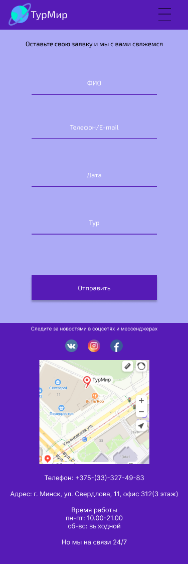 ТурМир
Оставьте свою заявку и мы с вами свяжемся
ФИО
Телефон/E-mail
Дата
Тур
Отправить
Следите за новостями в соцсетях и мессенджерах
ТурМир
Телефон: +375-(33)-327-49-83
Адрес: г. Минск, ул. Свердлова, 11, офис 312(3 этаж)
Время работы
пн-пт: 10.00-21.00
сб-вс: выходной
Но мы на связи 24/7